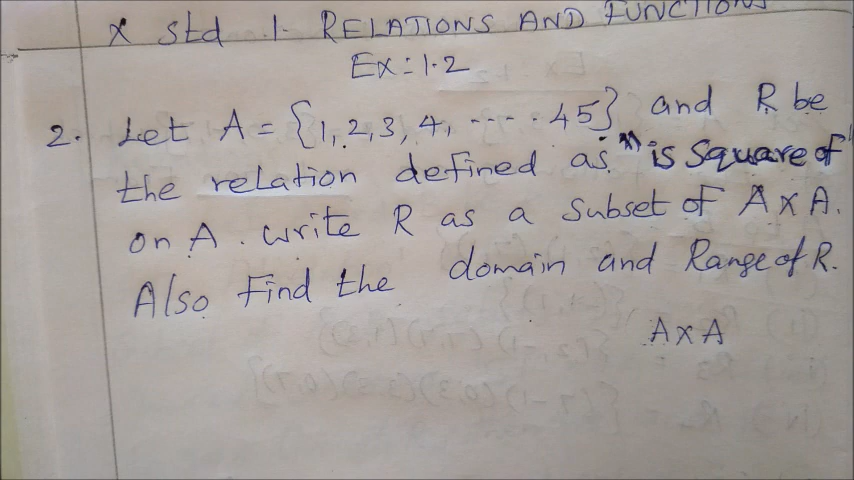 X Std 1. RELATIONS AND FUNCTIONS
Ex: 1.2
2. Let A = {1, 2, 3, 4, ---- 45} and R be
the relation defined as "is Square of"
on A. write R as a Subset of A X A.
Also Find the domain and Range of R.
A X A